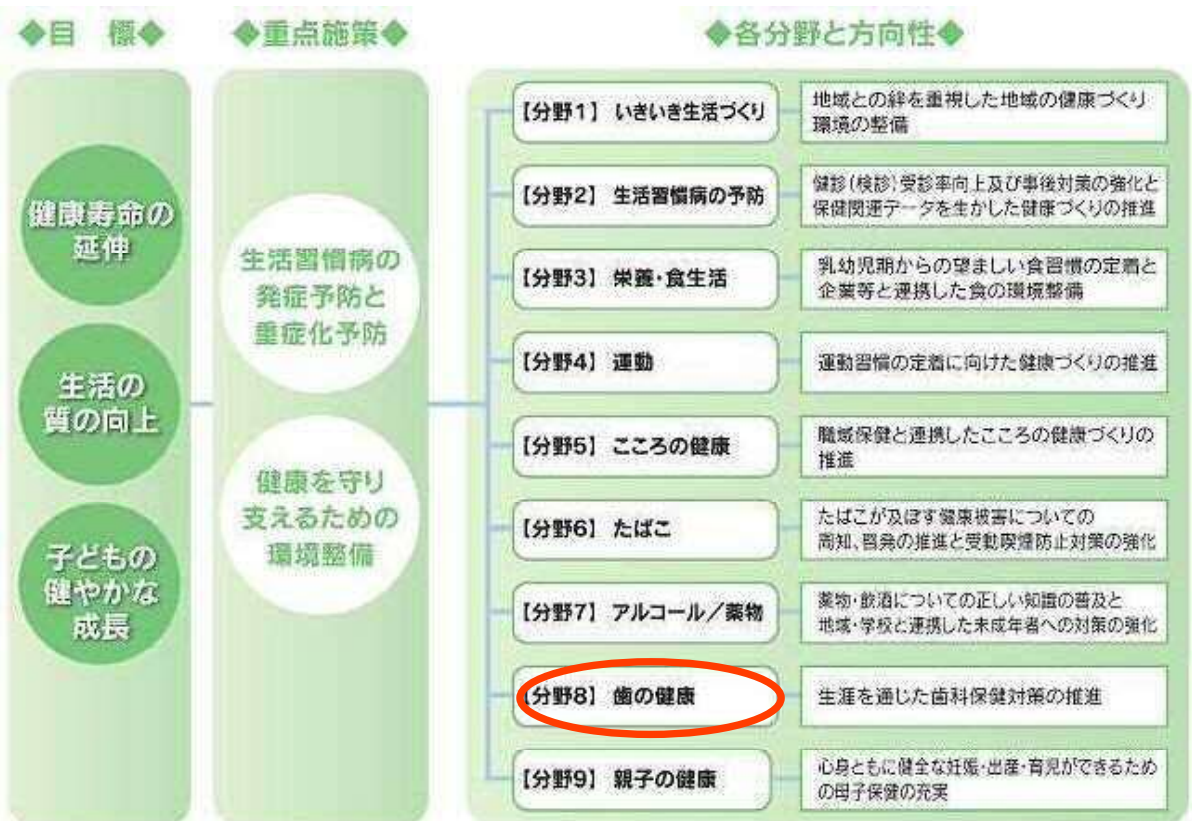 ◆目　標◆
◆重点施策◆
◆各分野と方向性◆
健康寿命の
延伸
生活の
質の向上
子どもの
健やかな
成長
生活習慣病の
発症予防と
重症化予防
健康を守り
支えるための
環境整備
【分野1】 いきいき生活づくり
地域との絆を重視した地域の健康づくり
環境の整備
【分野2】 生活習慣病の予防
健診(検診)受診率向上及び事後対策の強化と
保健関連データを生かした健康づくりの推進
【分野3】 栄養・食生活
乳幼児期からの望ましい食習慣の定着と
企業等と連携した食の環境整備
【分野4】 運動
運動習慣の定着に向けた健康づくりの推進
【分野5】 こころの健康
職域保健と連携したこころの健康づくりの
推進
【分野6】 たばこ
たばこが及ぼす健康被害についての
周知、啓発の推進と受動喫煙防止対策の強化
【分野7】 アルコール／薬物
薬物・飲酒についての正しい知識の普及と
地域・学校と連携した未成年者への対策の強化
【分野8】 歯の健康
生涯を通じた歯科保健対策の推進
【分野9】 親子の健康
心身ともに健全な妊娠・出産・育児ができるため
の母子保健の充実